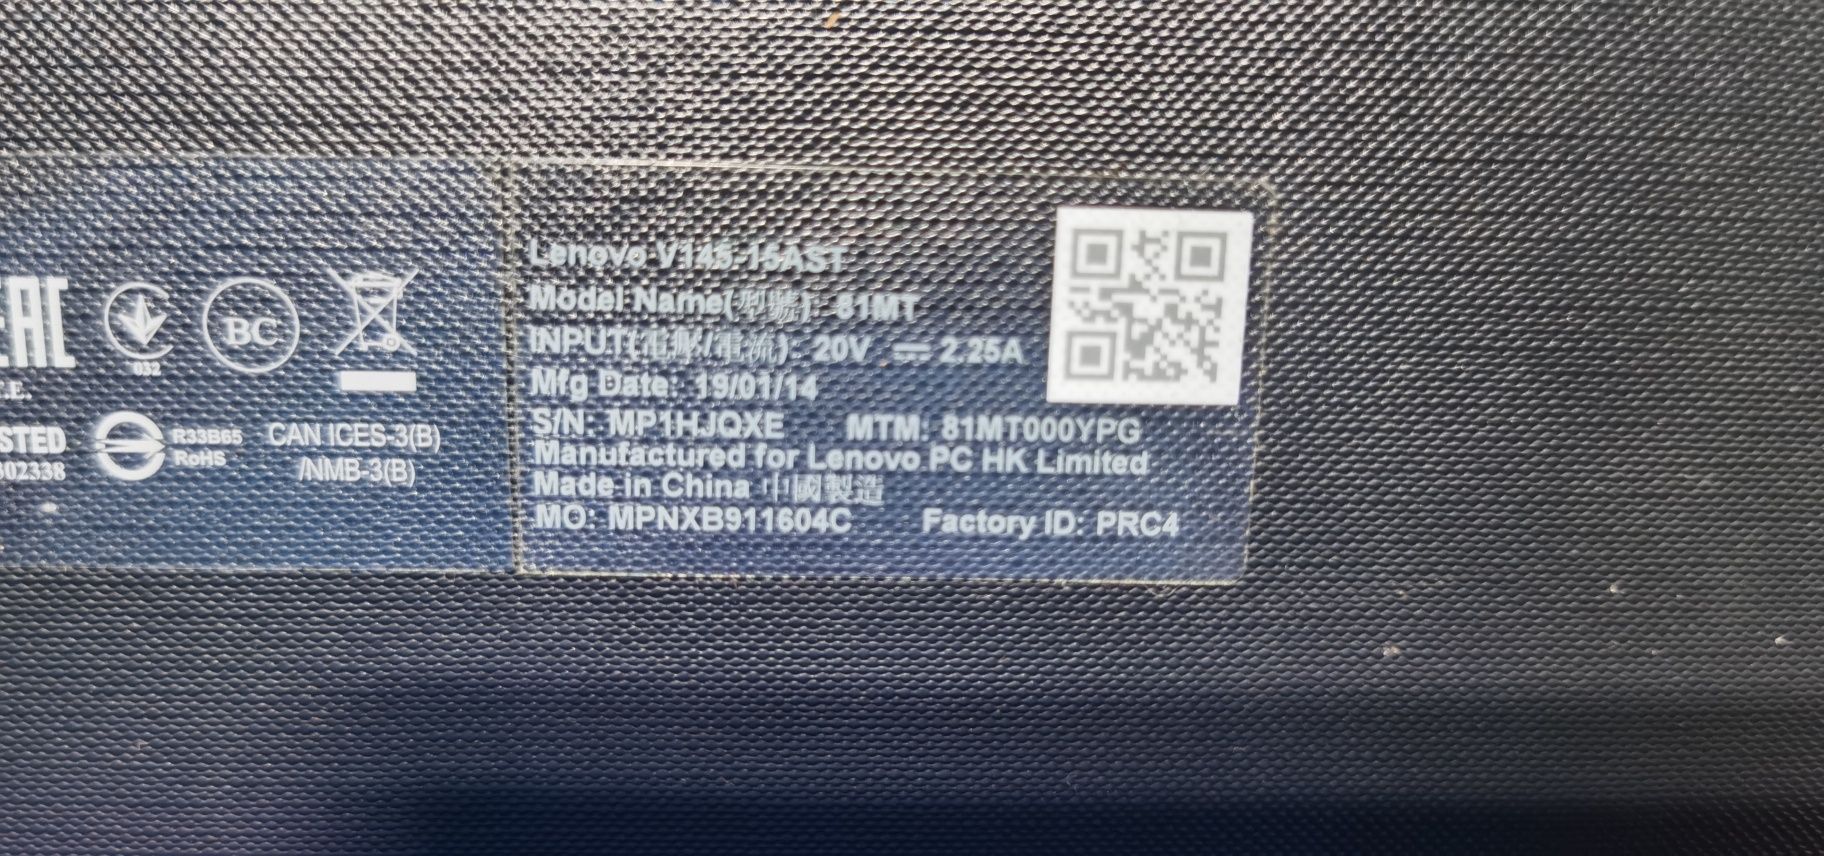 EAC
032
BC
Lenovo V145-15AST
Model Name(型號): 81MT
INPUT(電壓/電流): 20V ⎓ 2.25A
Mfg Date: 19/01/14
S/N: MP1HJQXE MTM: 81MT000YPG
Manufactured for Lenovo PC HK Limited
Made in China 中國製造
MO: MPNXB911604C Factory ID: PRC4
R33B65
RoHS
CAN ICES-3(B)
/NMB-3(B)